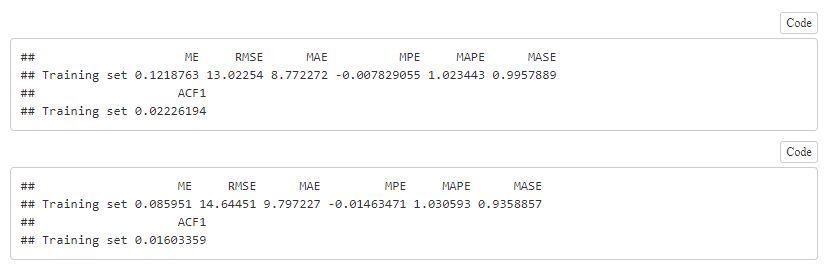 Code
##                     ME     RMSE      MAE          MPE     MAPE      MASE
## Training set 0.1218763 13.02254 8.772272 -0.007829055 1.023443 0.9957889
##                    ACF1
## Training set 0.02226194
Code
##                    ME     RMSE      MAE         MPE     MAPE      MASE
## Training set 0.085951 14.64451 9.797227 -0.01463471 1.030593 0.9358857
##                    ACF1
## Training set 0.01603359